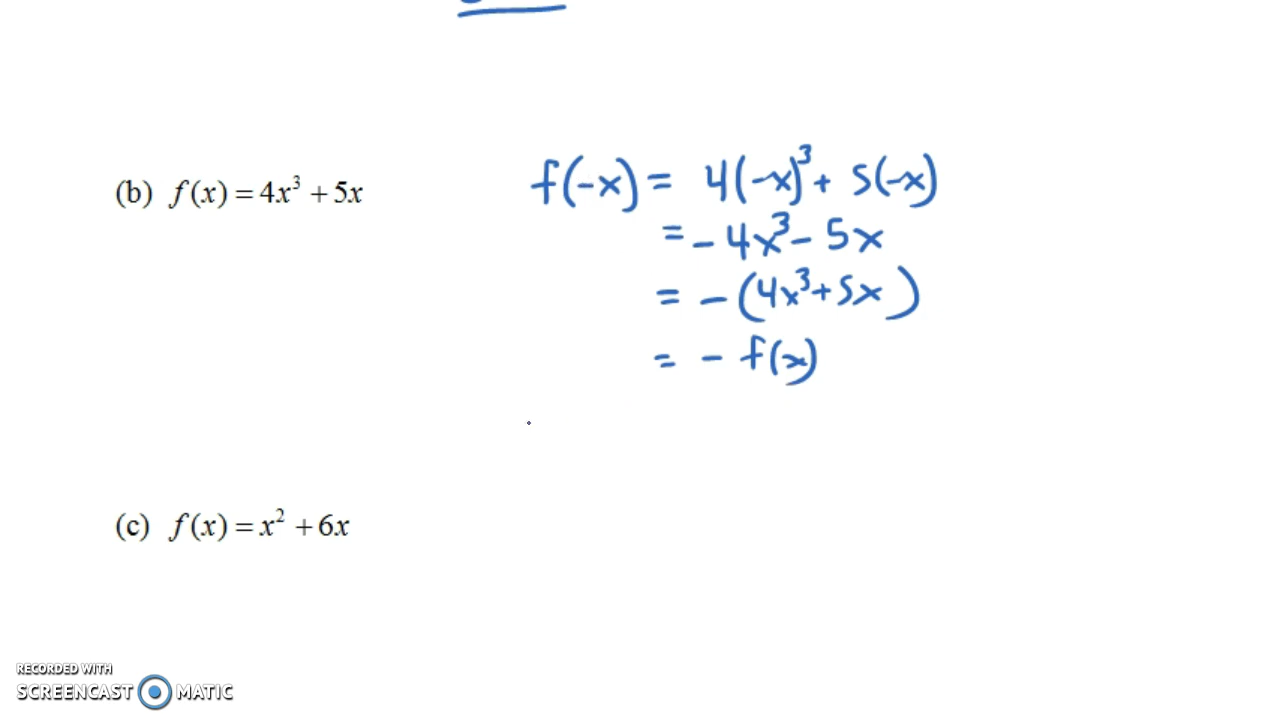 (b) f(x) = 4x³ + 5x
f(-x) = 4(-x)³ + 5(-x)
= - 4x³ - 5x
= - (4x³ + 5x)
= - f(x)
(c) f(x) = x² + 6x
RECORDED WITH
SCREENCAST MATIC